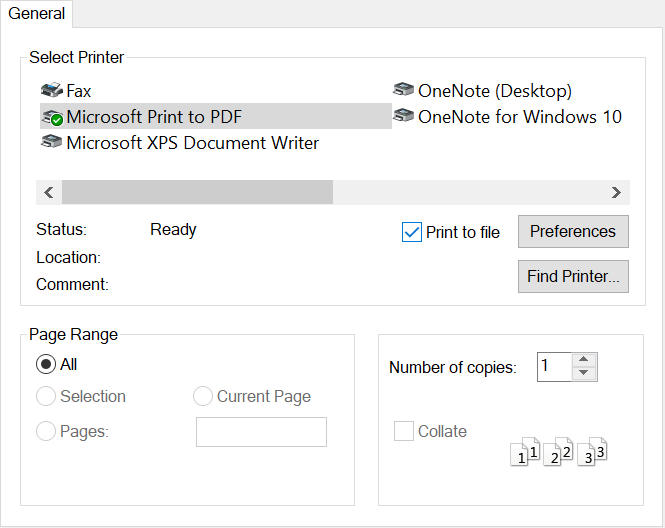 General
Select Printer
Fax
OneNote (Desktop)
Microsoft Print to PDF
OneNote for Windows 10
Microsoft XPS Document Writer
Status: Ready
Print to file
Preferences
Location:
Comment:
Find Printer...
Page Range
All
Selection
Current Page
Pages:
Number of copies: 1
Collate
1 1 2 2 3 3